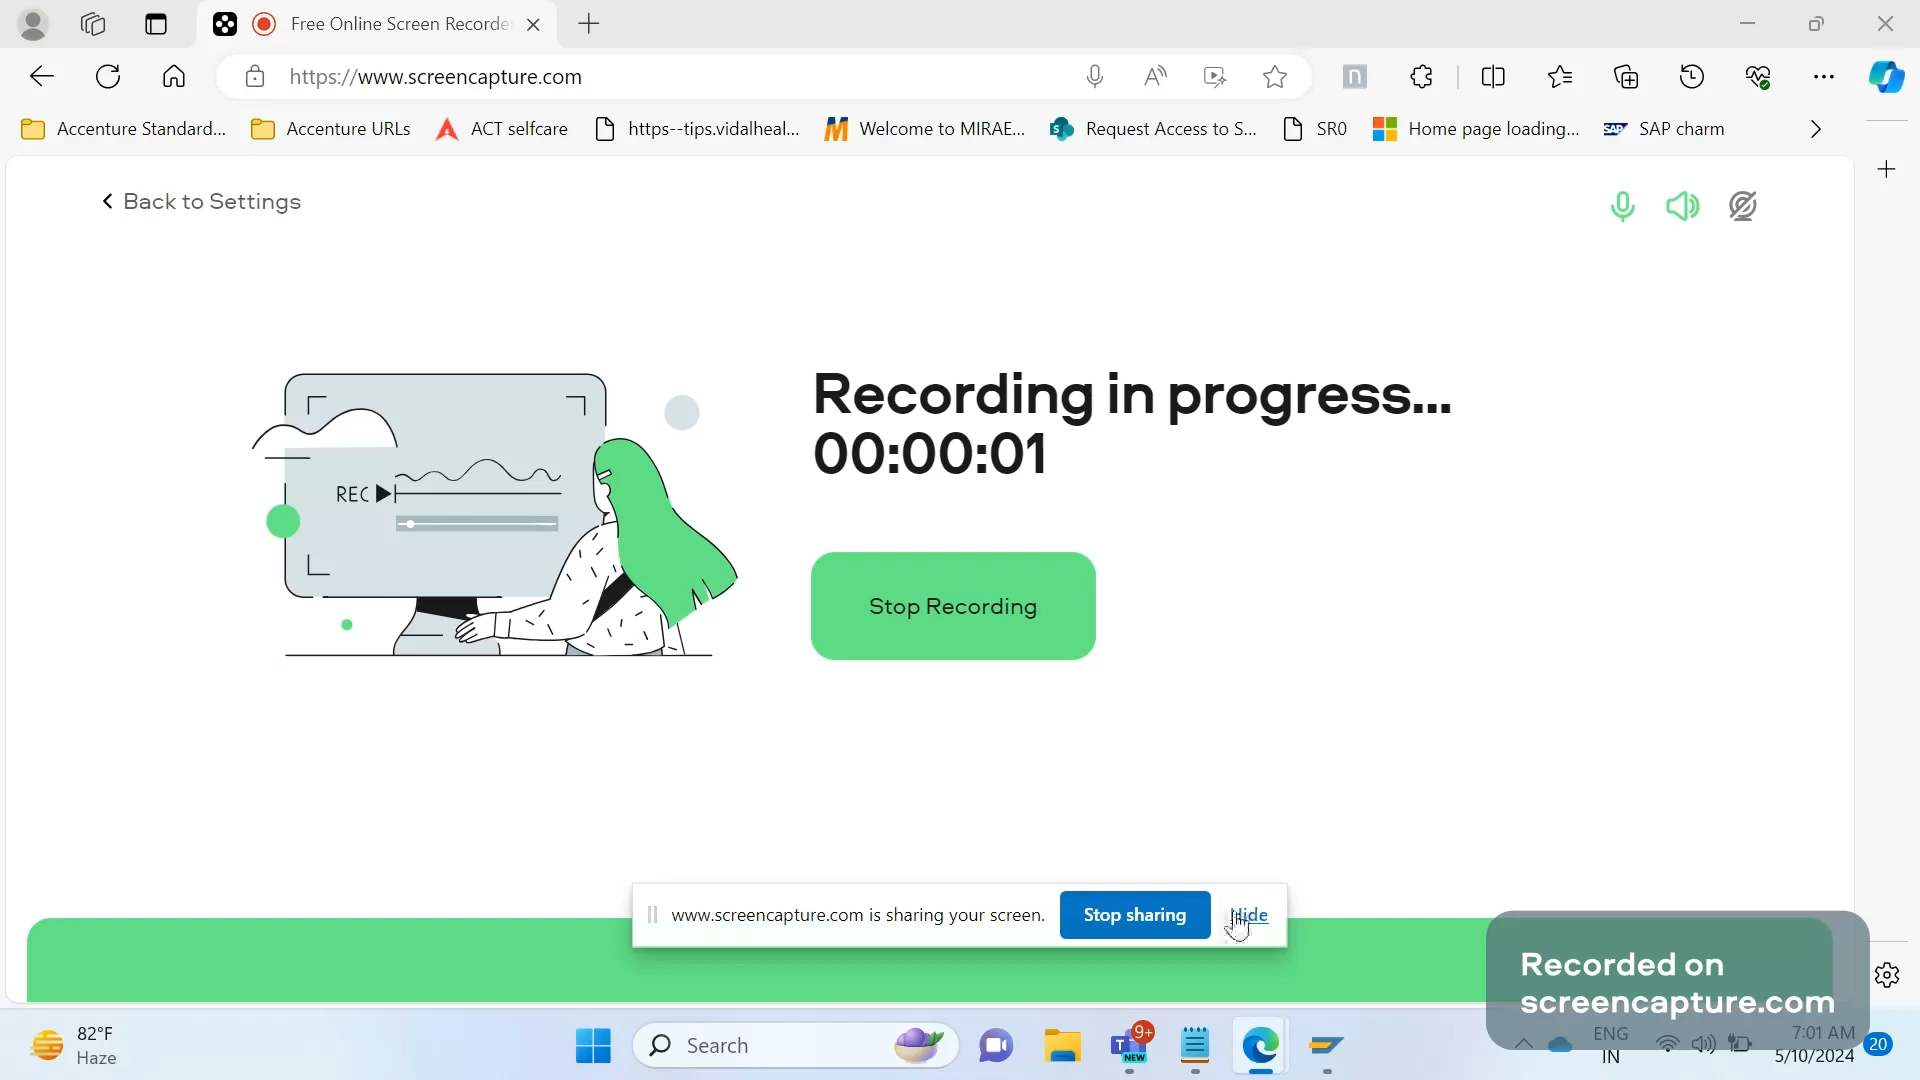 Free Online Screen Recorde
https://www.screencapture.com
Accenture Standard...
Accenture URLs
ACT selfcare
https--tips.vidalheal...
Welcome to MIRAE...
Request Access to S...
SR0
Home page loading...
SAP
SAP charm
Back to Settings
Recording in progress...
00:00:01
REC
Stop Recording
www.screencapture.com is sharing your screen.
Stop sharing
Hide
Recorded on
screencapture.com
82°F
Haze
Search
9+
NEW
ENG
IN
7:01 AM
5/10/2024
20